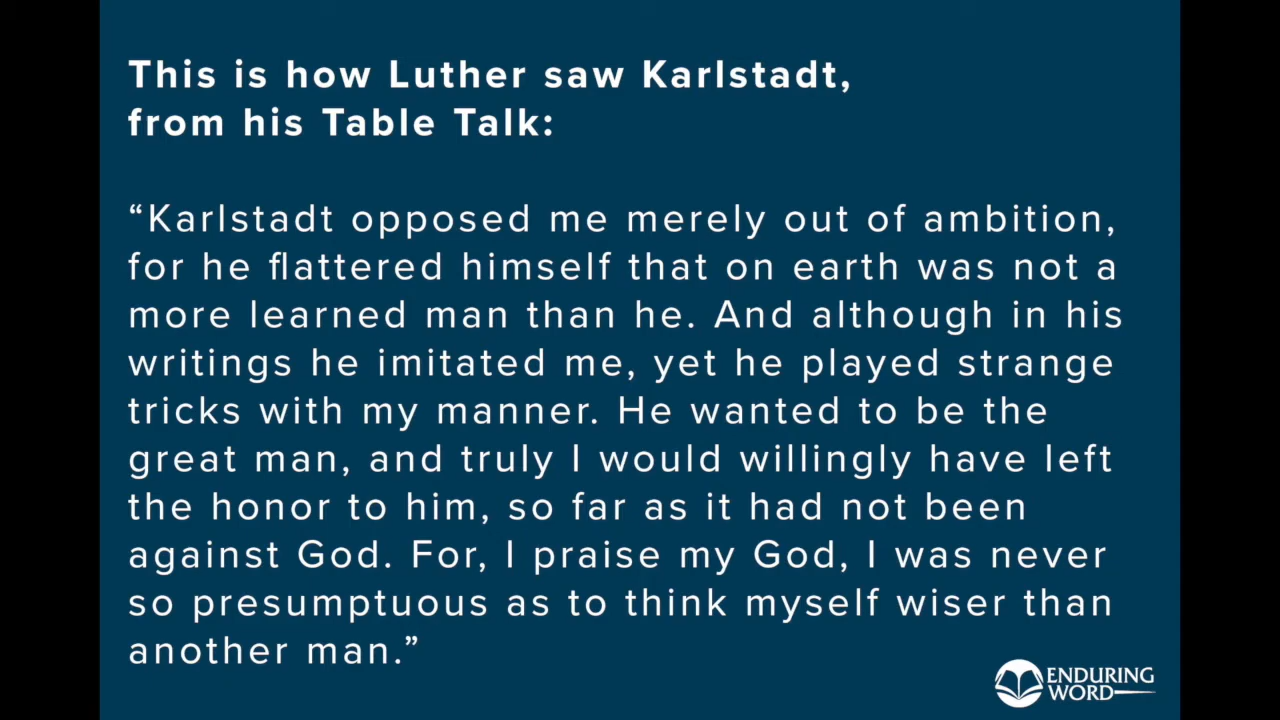 This is how Luther saw Karlstadt,
from his Table Talk:
“Karlstadt opposed me merely out of ambition,
for he flattered himself that on earth was not a
more learned man than he. And although in his
writings he imitated me, yet he played strange
tricks with my manner. He wanted to be the
great man, and truly I would willingly have left
the honor to him, so far as it had not been
against God. For, I praise my God, I was never
so presumptuous as to think myself wiser than
another man.”
ENDURING
WORD